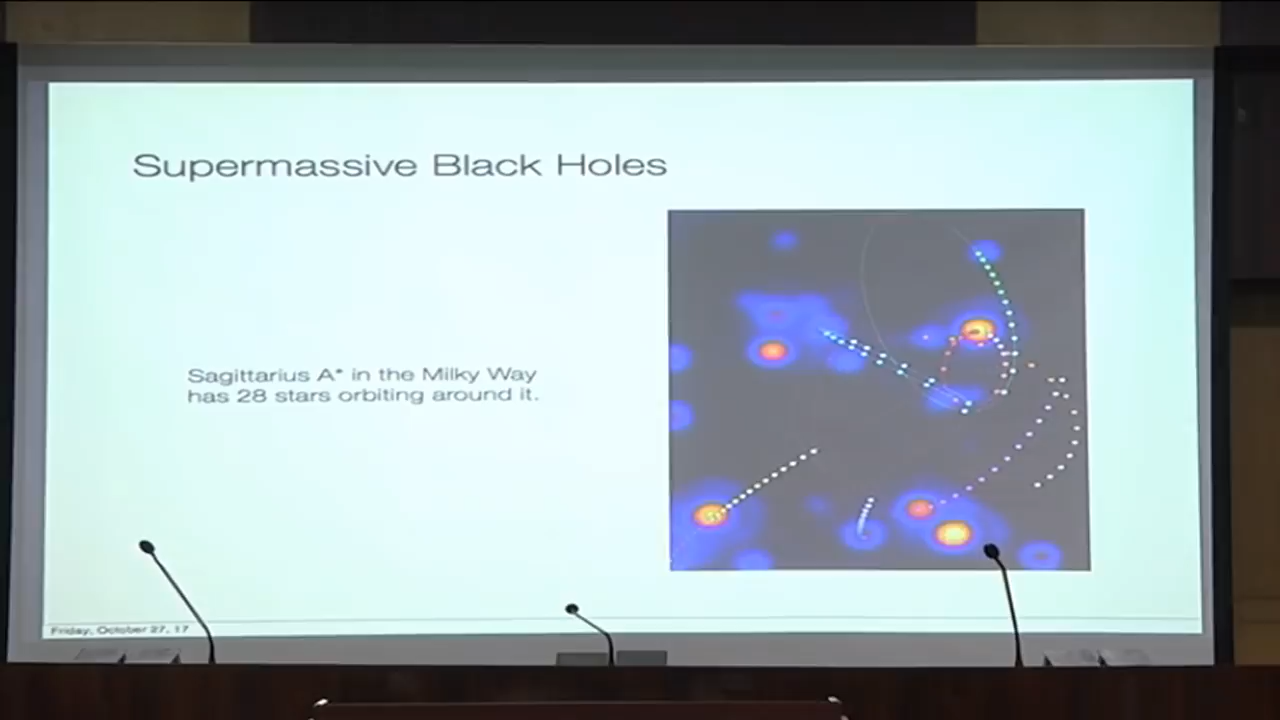 Supermassive Black Holes
Sagittarius A* in the Milky Way
has 28 stars orbiting around it.
Friday, October 27, 17